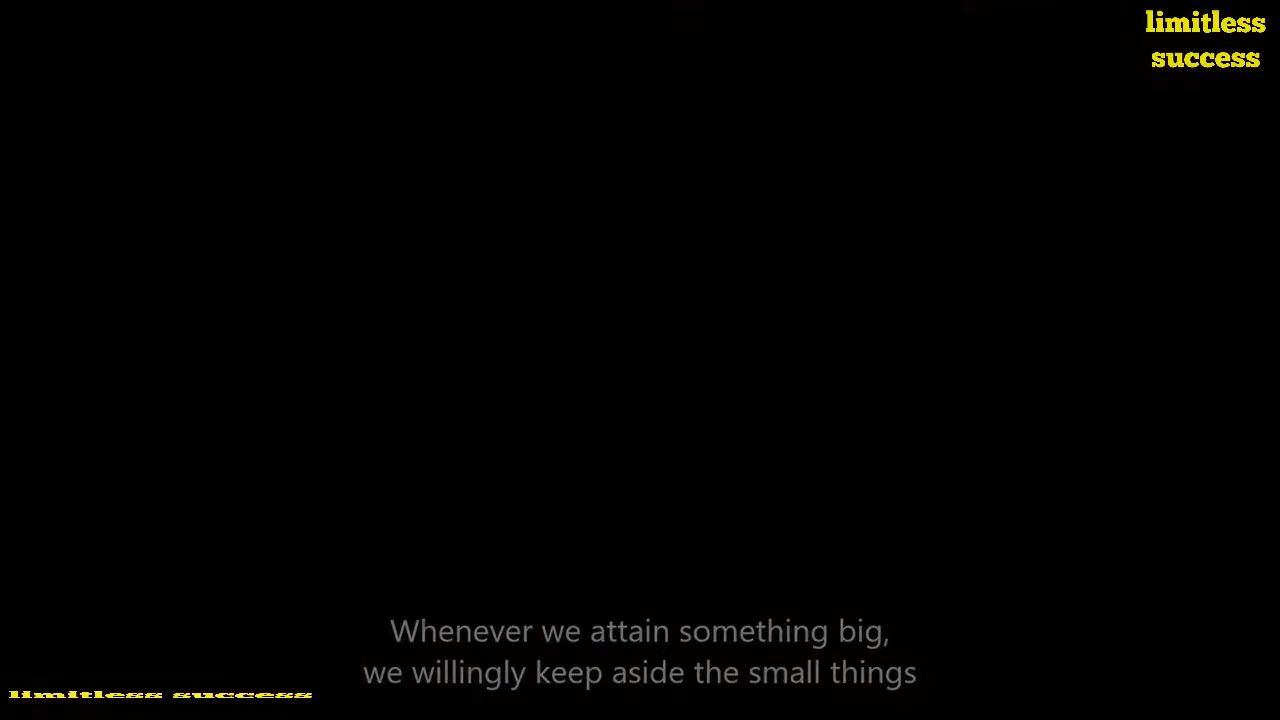 limitless
success
Whenever we attain something big,
we willingly keep aside the small things
limitless success